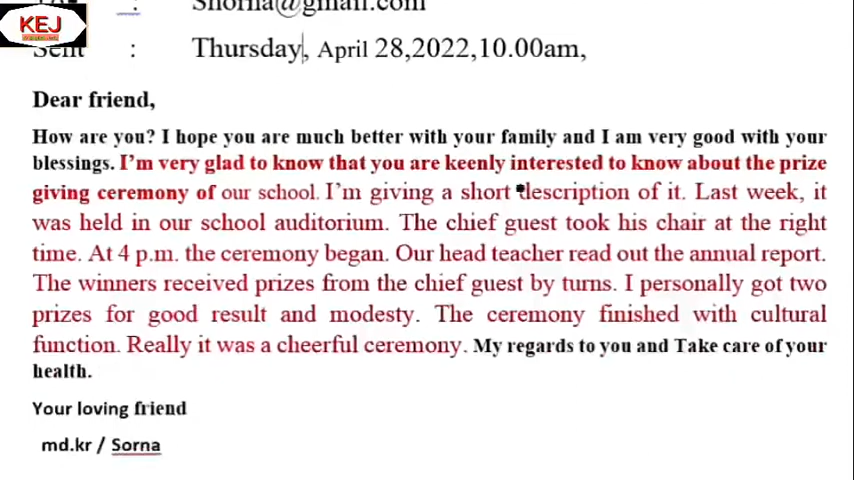 KEJ
: Shorna@gmail.com
Sent : Thursday, April 28,2022,10.00am,
Dear friend,
How are you? I hope you are much better with your family and I am very good with your
blessings. I'm very glad to know that you are keenly interested to know about the prize
giving ceremony of our school. I'm giving a short description of it. Last week, it
was held in our school auditorium. The chief guest took his chair at the right
time. At 4 p.m. the ceremony began. Our head teacher read out the annual report.
The winners received prizes from the chief guest by turns. I personally got two
prizes for good result and modesty. The ceremony finished with cultural
function. Really it was a cheerful ceremony. My regards to you and Take care of your
health.
Your loving friend
md.kr / Sorna